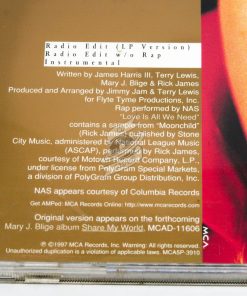 Radio Edit (LP Version)
Radio Edit w/o Rap
Instrumental
Written by James Harris III, Terry Lewis,
Mary J. Blige & Rick James
Produced and Arranged by Jimmy Jam & Terry Lewis
for Flyte Tyme Productions, Inc.
Rap performed by NAS
"Love Is All We Need"
contains a sample from "Moonchild"
(Rick James) published by Stone
City Music, administered by National League Music
(ASCAP), performed by Rick James,
courtesy of Motown Record Company, L.P.,
under license from PolyGram Special Markets,
a division of PolyGram Group Distribution, Inc.
NAS appears courtesy of Columbia Records
Get AMPed: MCA Records Online: http://www.mcarecords.com
Original version appears on the forthcoming
Mary J. Blige album Share My World. MCAD-11606
℗©1997 MCA Records, Inc. Warning: All rights reserved.
Unauthorized duplication is a violation of applicable laws. MCA5P-3910
MCA